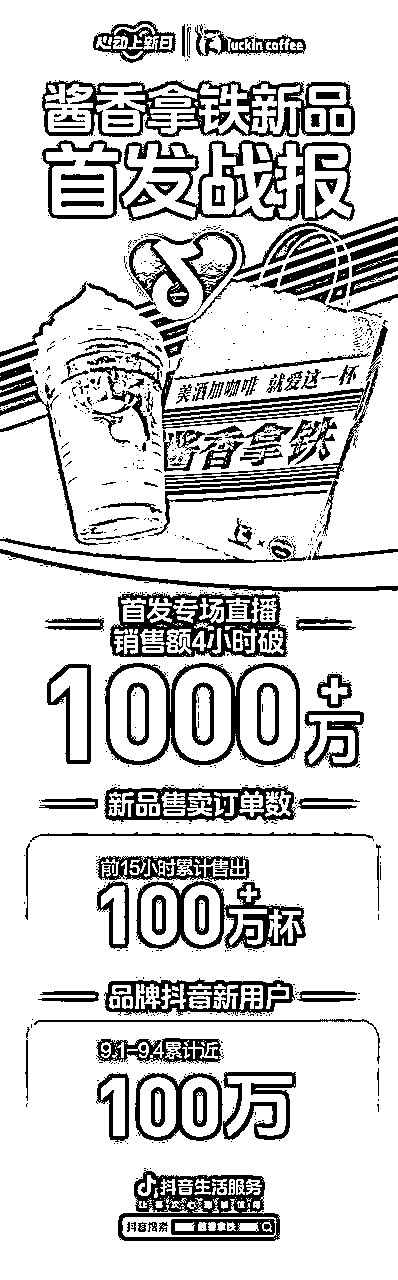 心动上新日 luckin coffee
酱香拿铁新品
首发战报
美酒加咖啡 就爱这一杯
酱香拿铁
首发专场直播
销售额4小时破
1000万+
新品售卖订单数
前15小时累计售出
100万+杯
品牌抖音新用户
9.1-9.4累计近
100万
抖音生活服务
抖音搜索